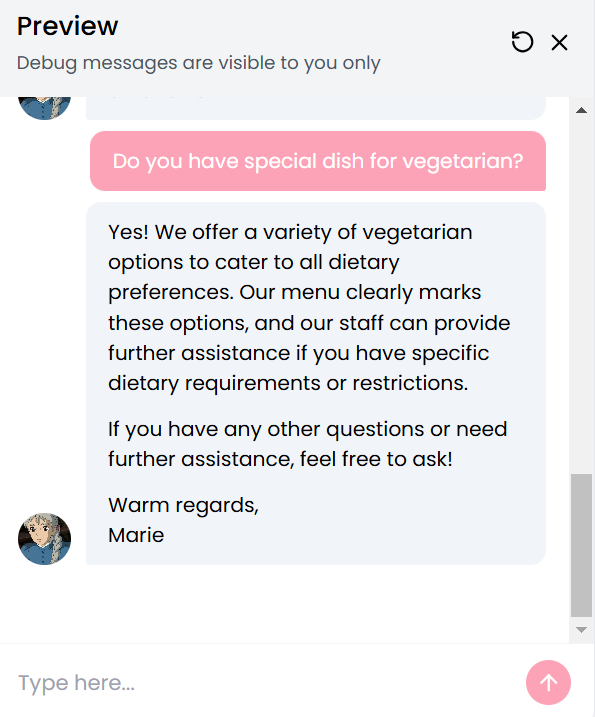 Preview
Debug messages are visible to you only
Do you have special dish for vegetarian?
Yes! We offer a variety of vegetarian
options to cater to all dietary
preferences. Our menu clearly marks
these options, and our staff can provide
further assistance if you have specific
dietary requirements or restrictions.
If you have any other questions or need
further assistance, feel free to ask!
Warm regards,
Marie
Type here...